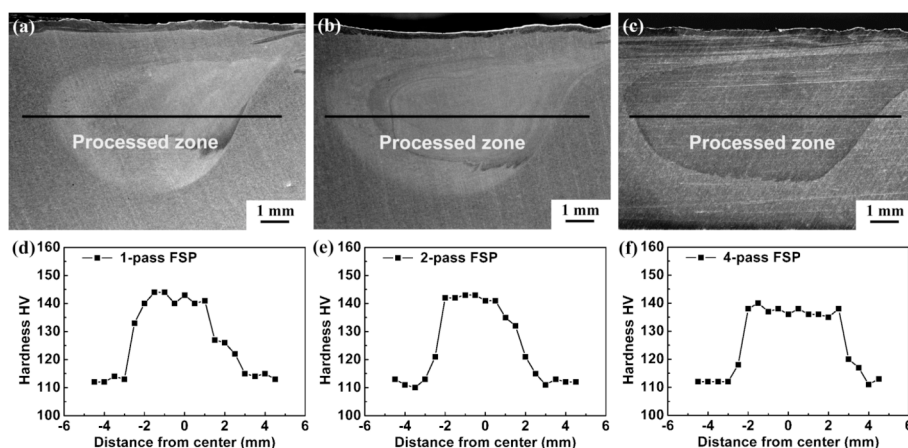 (a)
(b)
(c)
Processed zone
Processed zone
Processed zone
1 mm
1 mm
1 mm
(d)
1-pass FSP
Hardness HV
160
150
140
130
120
110
100
-6
-4
-2
0
2
4
6
Distance from center (mm)
(e)
2-pass FSP
Hardness HV
160
150
140
130
120
110
100
-6
-4
-2
0
2
4
6
Distance from center (mm)
(f)
4-pass FSP
Hardness HV
160
150
140
130
120
110
100
-6
-4
-2
0
2
4
6
Distance from center (mm)